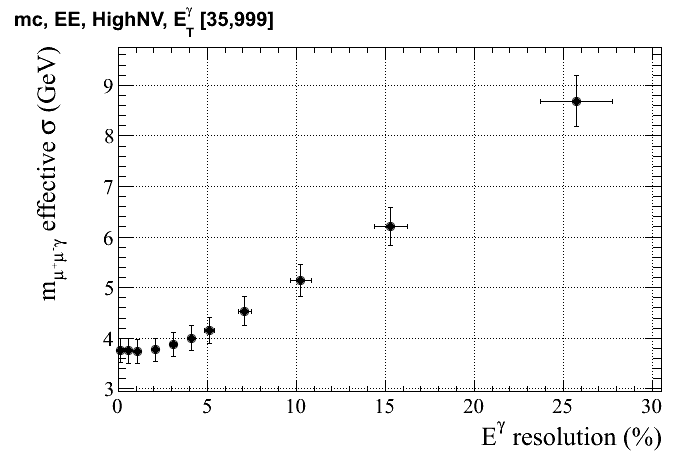 mc, EE, HighNV, E_T^γ [35,999]
m_μ⁺μ⁻γ effective σ (GeV)
9
8
7
6
5
4
3
0 5 10 15 20 25 30
E^γ resolution (%)